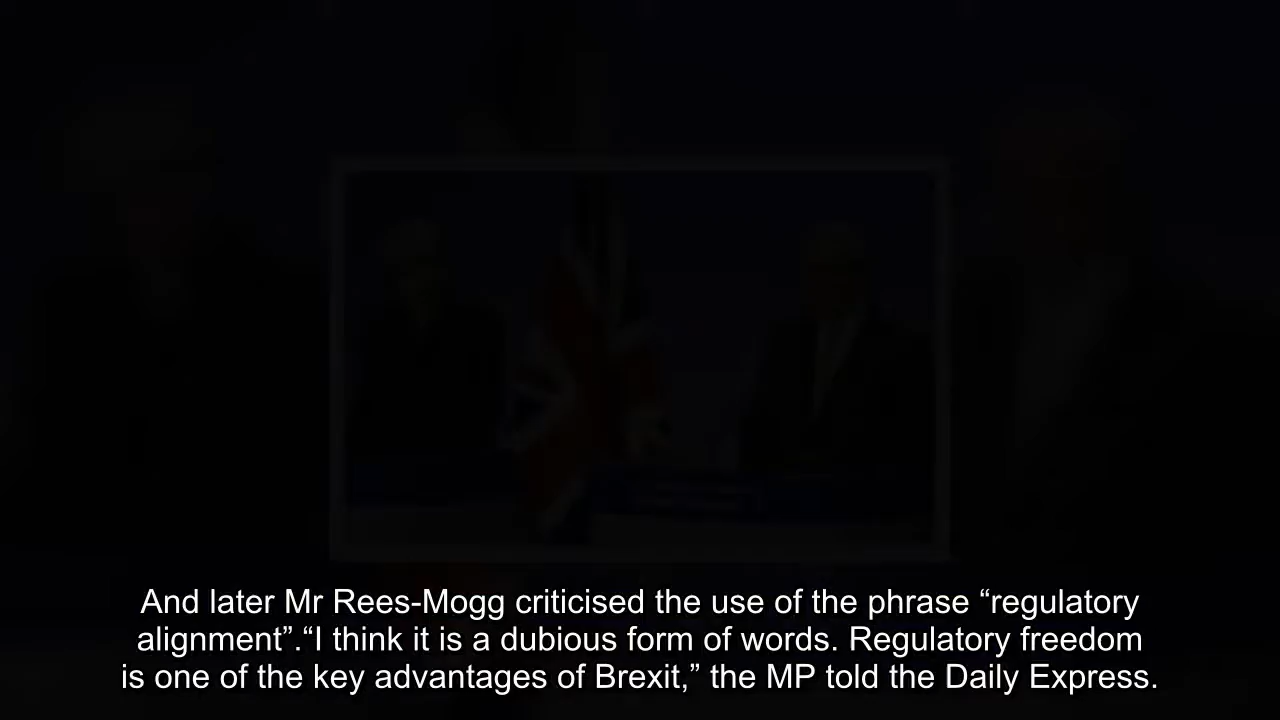 And later Mr Rees-Mogg criticised the use of the phrase “regulatory
alignment”.“I think it is a dubious form of words. Regulatory freedom
is one of the key advantages of Brexit,” the MP told the Daily Express.